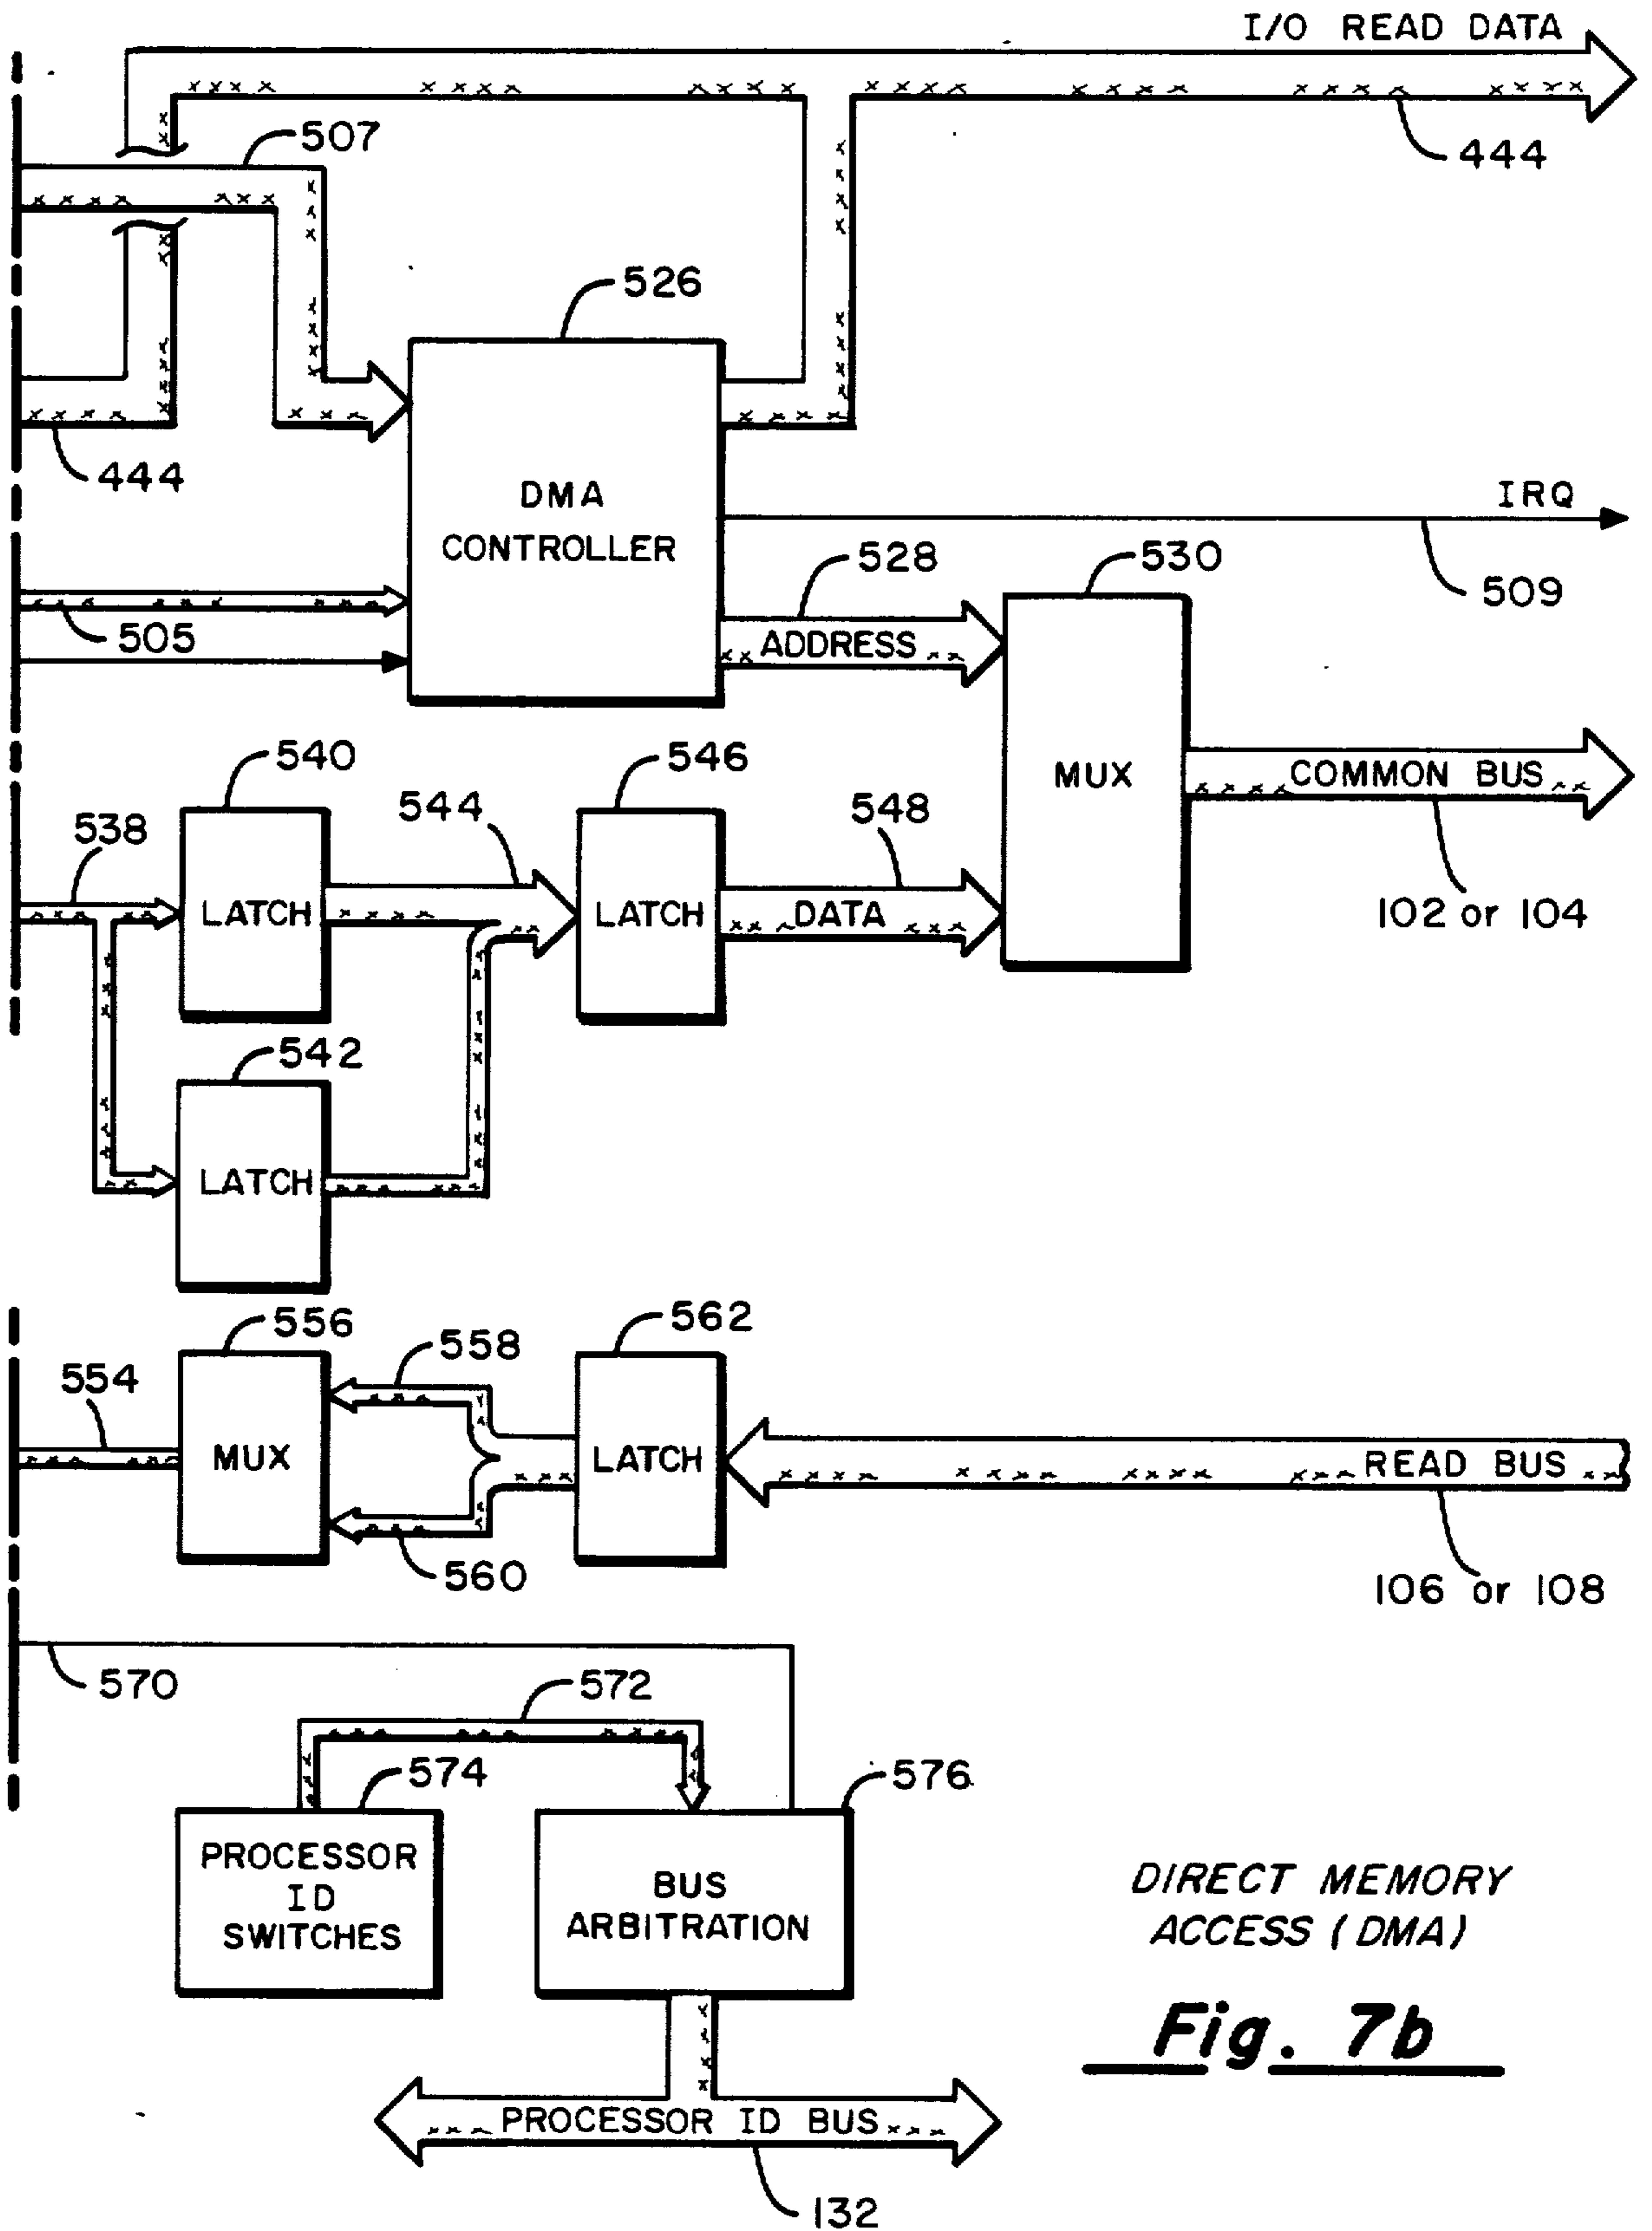 I/O READ DATA
507
444
526
444
DMA
CONTROLLER
IRQ
528
530
509
505
ADDRESS
540
546
MUX
COMMON BUS
538
544
548
LATCH
LATCH
DATA
102 or 104
542
LATCH
556
558
562
554
MUX
LATCH
READ BUS
560
106 or 108
570
572
574
576
PROCESSOR
ID
SWITCHES
BUS
ARBITRATION
DIRECT MEMORY
ACCESS (DMA)
Fig. 7b
PROCESSOR ID BUS
132